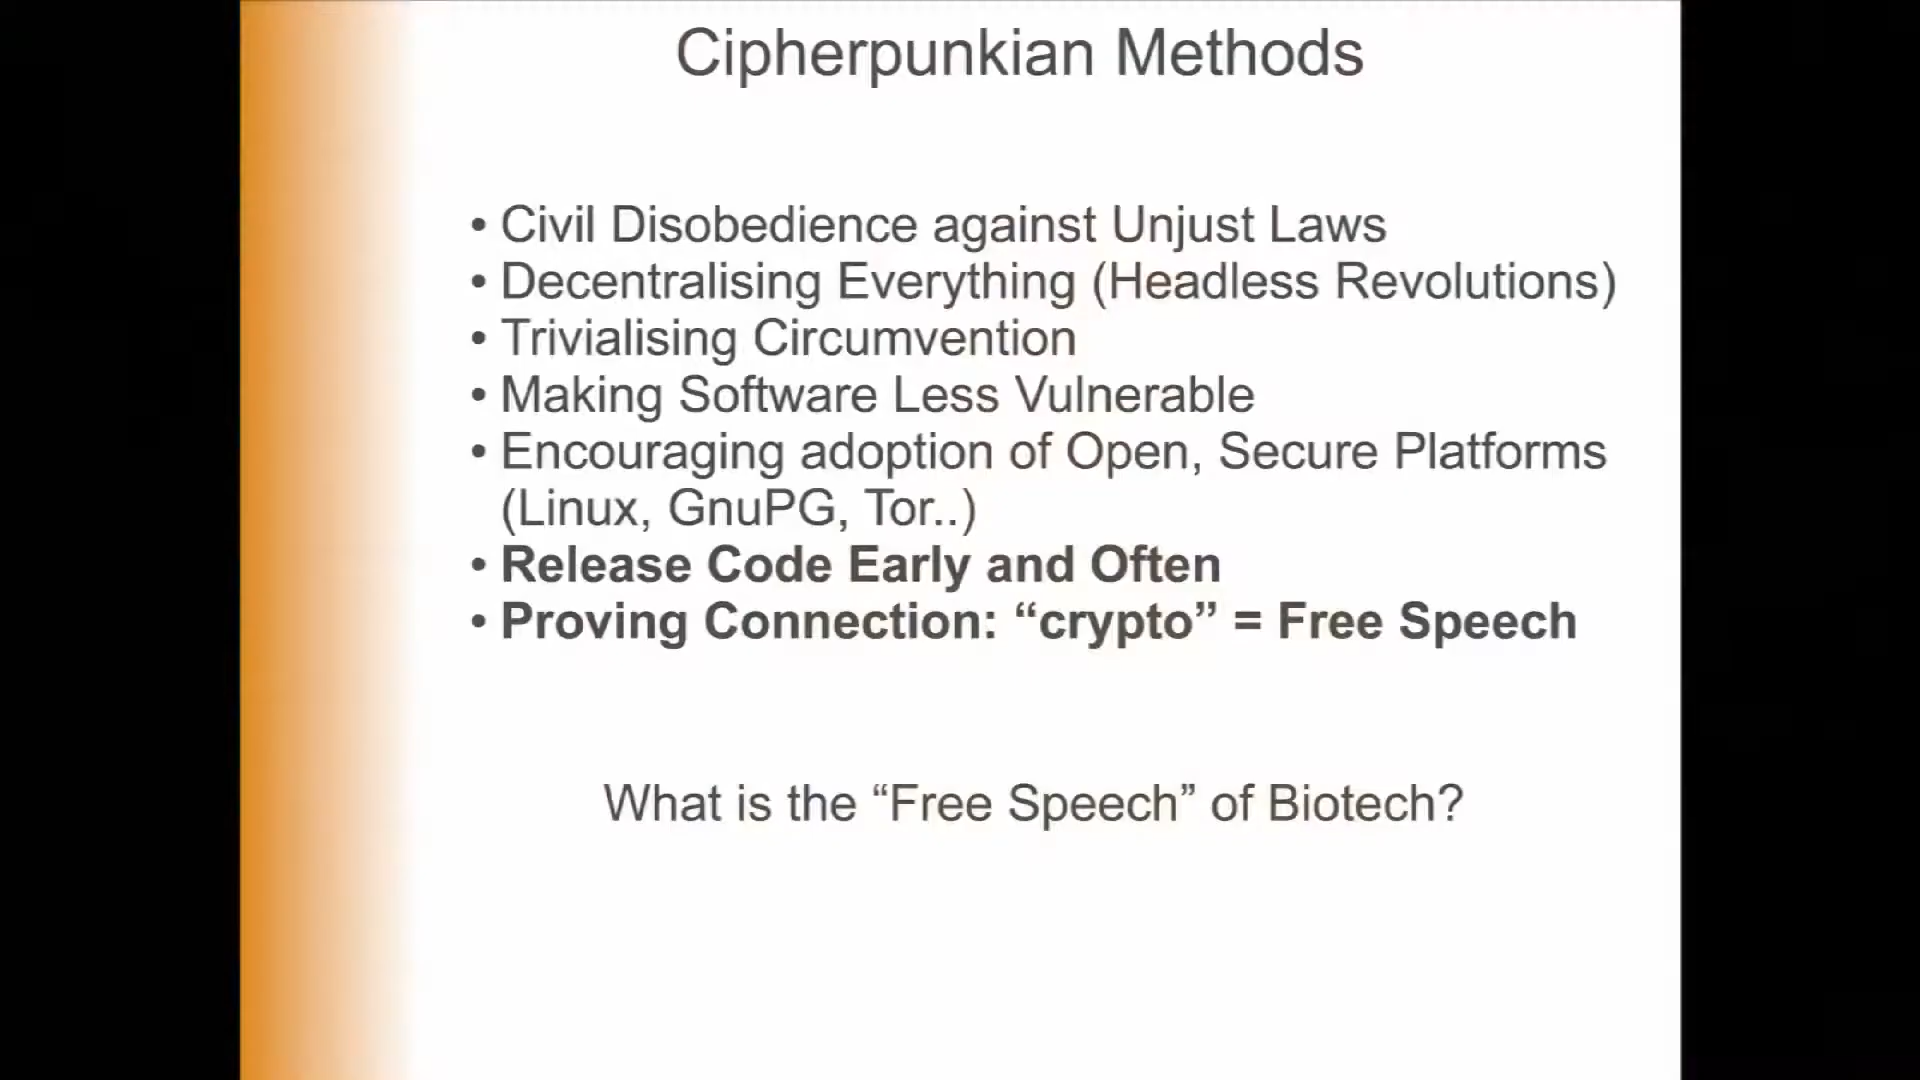 Cipherpunkian Methods
• Civil Disobedience against Unjust Laws
• Decentralising Everything (Headless Revolutions)
• Trivialising Circumvention
• Making Software Less Vulnerable
• Encouraging adoption of Open, Secure Platforms
(Linux, GnuPG, Tor..)
• Release Code Early and Often
• Proving Connection: “crypto” = Free Speech
What is the “Free Speech” of Biotech?